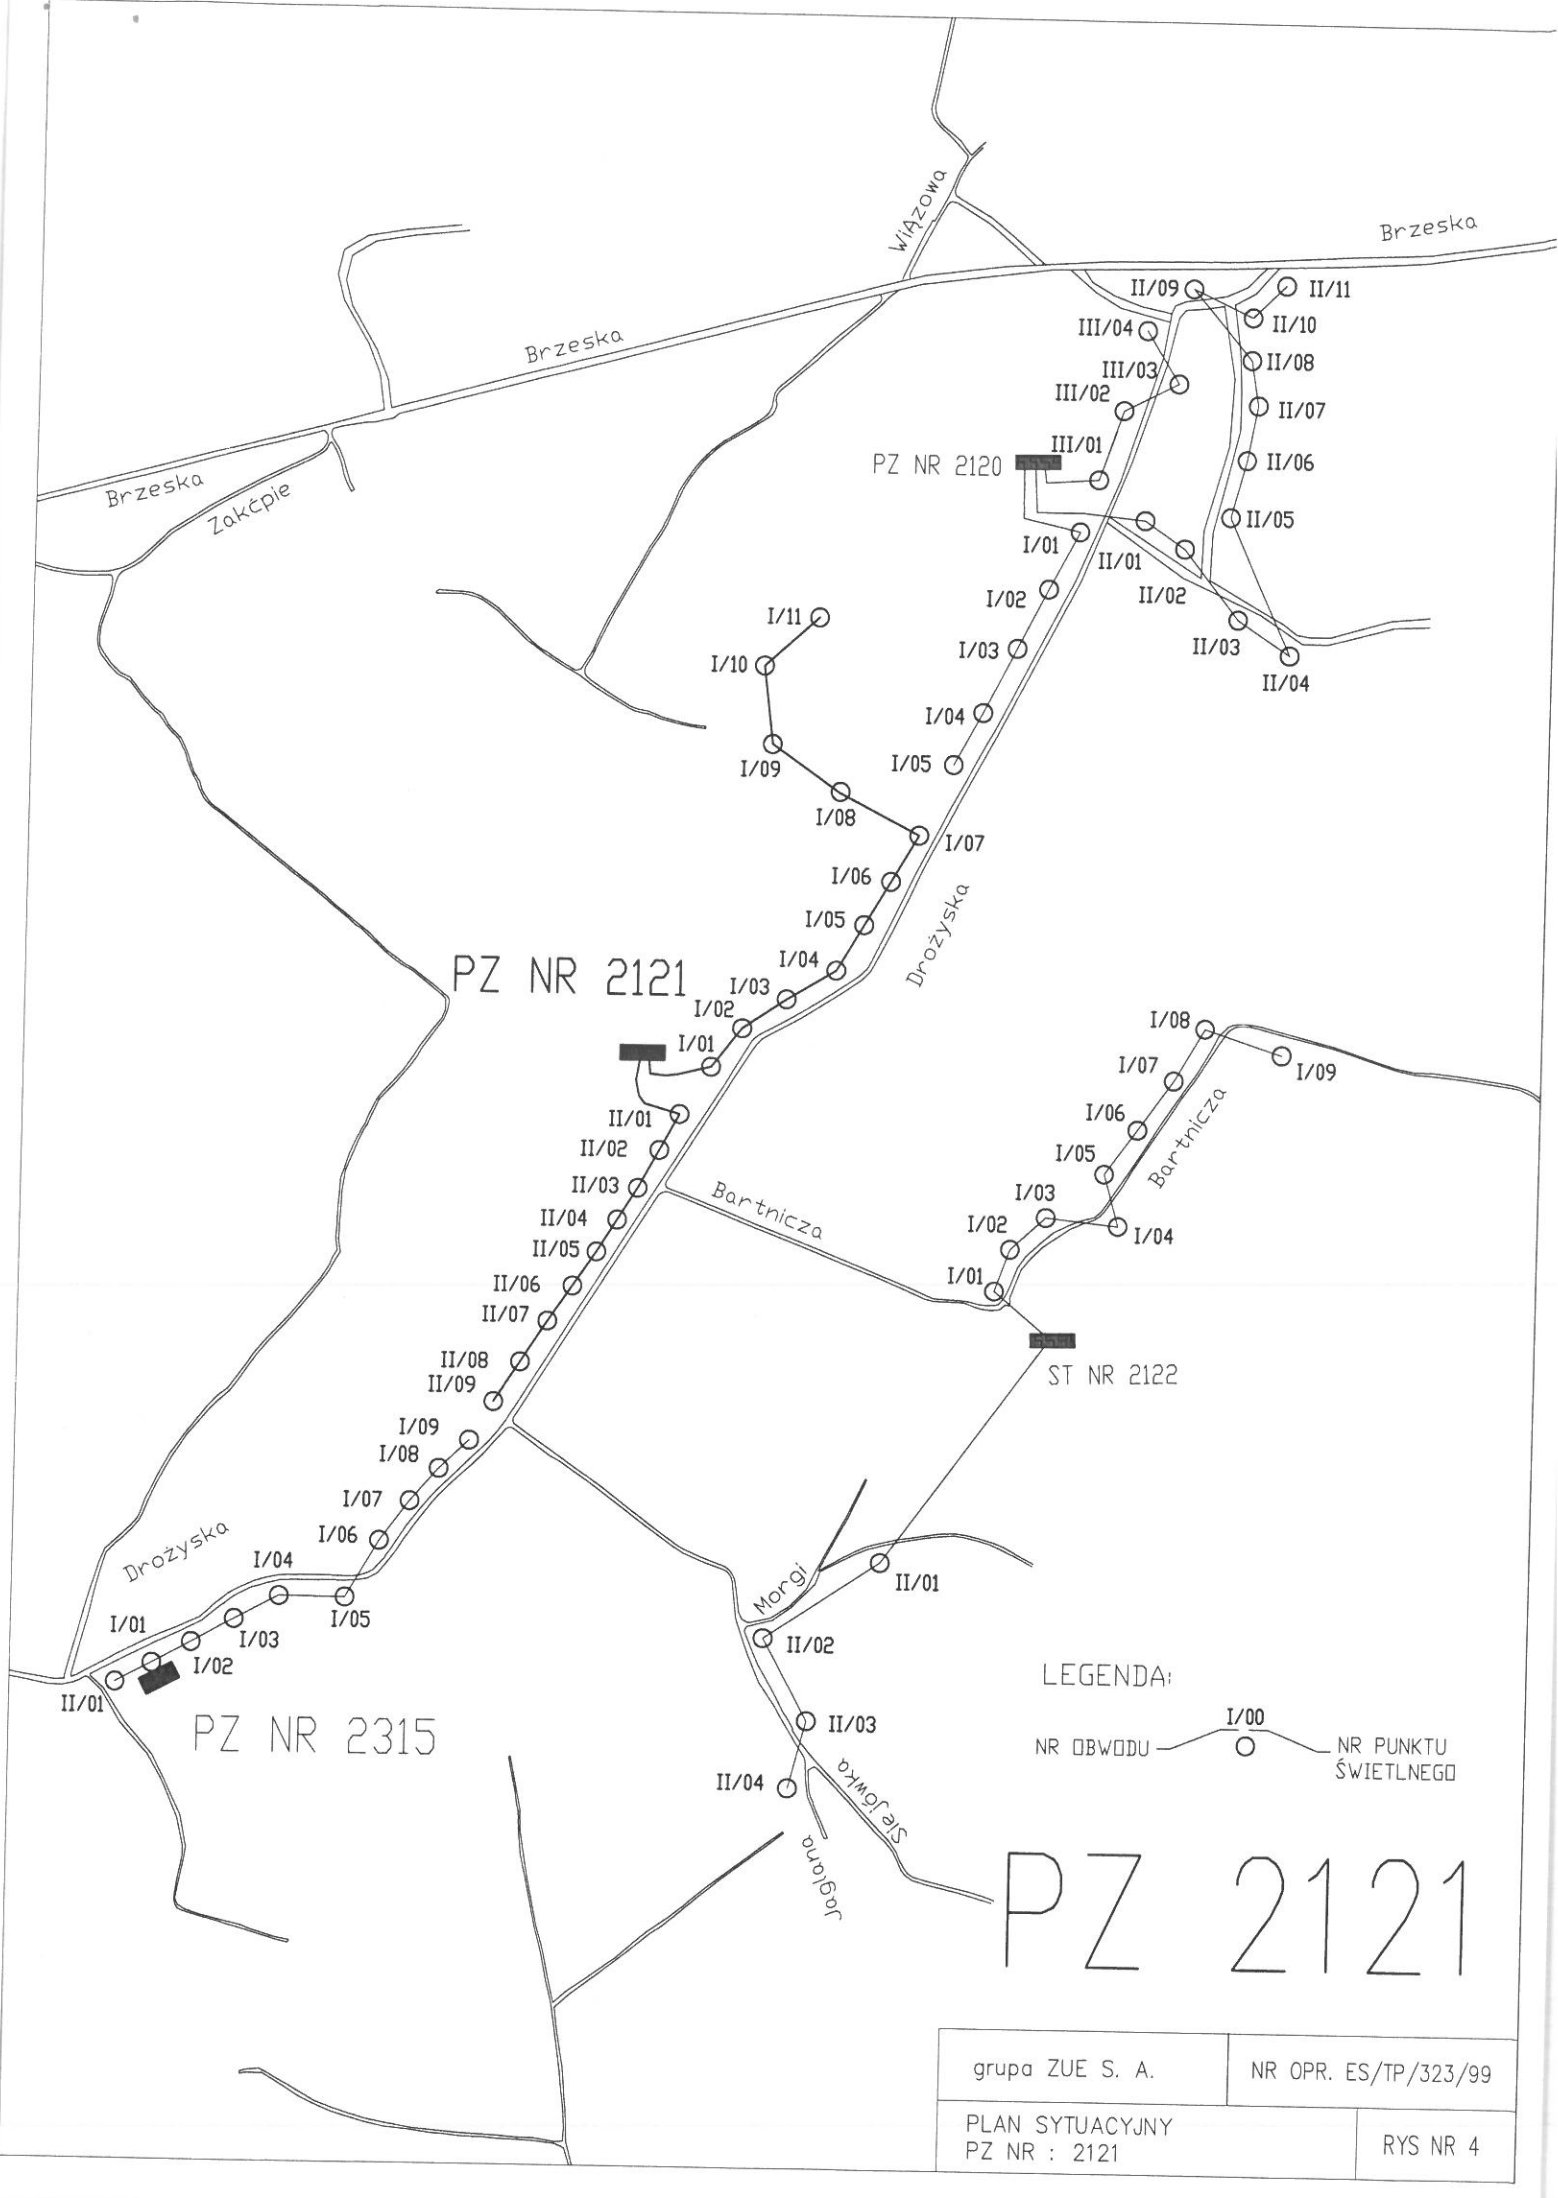 WiĄzowa
Brzeska
II/09
II/11
III/04
II/10
Brzeska
III/03
II/08
III/02
II/07
III/01
PZ NR 2120
II/06
Brzeska
Zakćpie
II/05
I/01
II/01
I/02
II/02
I/11
II/03
I/03
I/10
II/04
I/04
I/05
I/09
I/08
I/07
I/06
I/05
Drożyska
I/04
PZ NR 2121
I/03
I/02
I/01
I/08
I/09
I/07
II/01
I/06
Bartnicza
II/02
I/05
II/03
I/03
Bartnicza
II/04
I/02
I/04
II/05
II/06
I/01
II/07
II/08
ST NR 2122
II/09
I/09
I/08
I/07
I/06
Drożyska
I/04
II/01
Morgi
I/01
I/05
I/03
II/02
I/02
II/01
LEGENDA:
PZ NR 2315
II/03
I/00
NR OBWODU
NR PUNKTU
ŚWIETLNEGO
II/04
Siejówka
Jaglana
PZ 2121
grupa ZUE S. A.
NR OPR. ES/TP/323/99
PLAN SYTUACYJNY
PZ NR : 2121
RYS NR 4